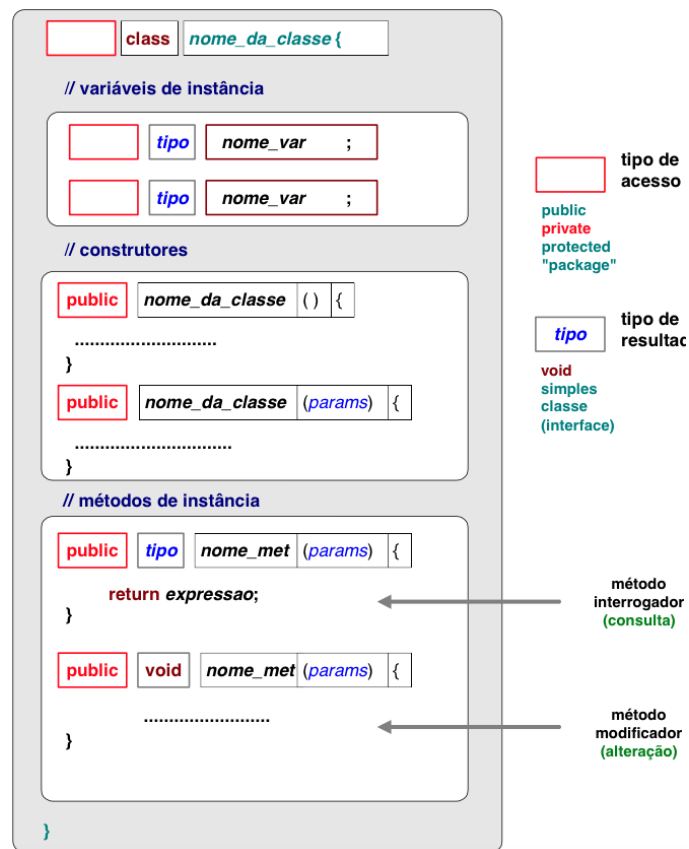 class nome_da_classe {
// variáveis de instância
tipo nome_var ;
tipo nome_var ;
// construtores
public nome_da_classe ( ) {
............................
}
public nome_da_classe (params) {
...............................
}
// métodos de instância
public tipo nome_met (params) {
return expressao;
}
public void nome_met (params) {
.........................
}
}
tipo de
acesso
public
private
protected
"package"
tipo tipo de
resultad
void
simples
classe
(interface)
método
interrogador
(consulta)
método
modificador
(alteração)